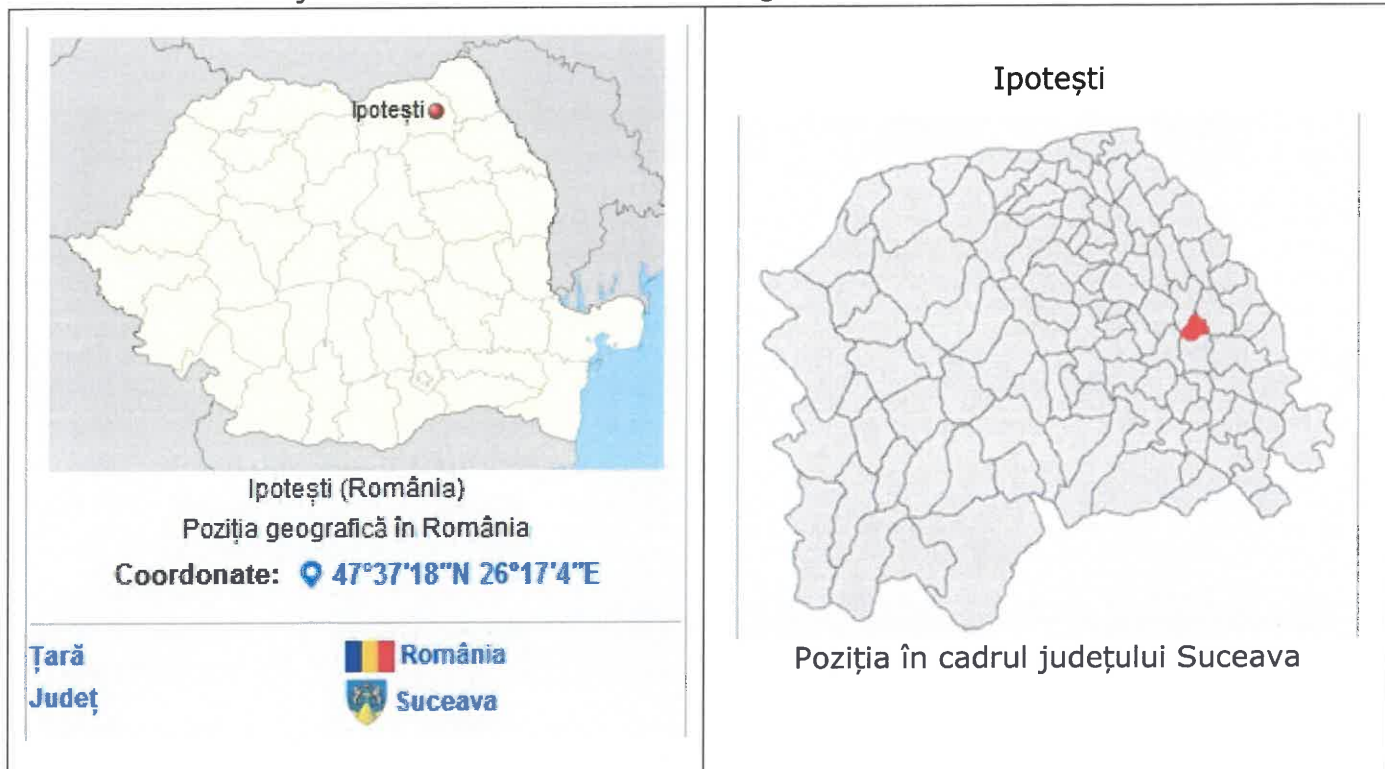 Ipotești
Ipotești (România)
Poziția geografică în România
Coordonate: 47°37'18"N 26°17'4"E
Țară România
Județ Suceava
Ipotești
Poziția în cadrul județului Suceava